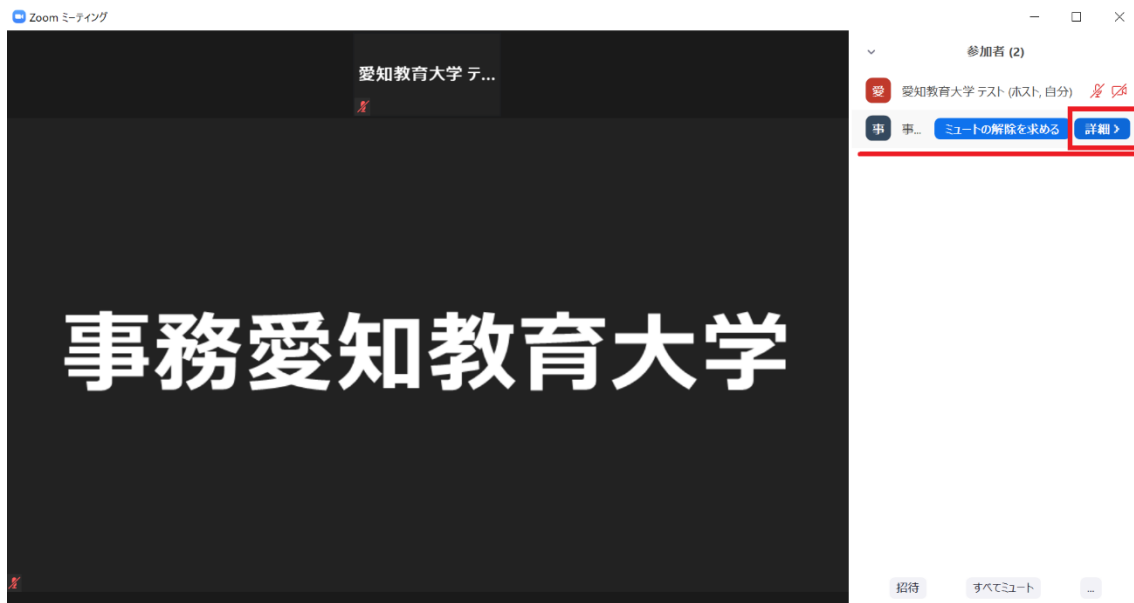 Zoom ミーティング
愛知教育大学 テ...
事務愛知教育大学
参加者 (2)
愛 愛知教育大学 テスト (ホスト, 自分)
事 事... ミュートの解除を求める 詳細 >
招待 すべてミュート ...